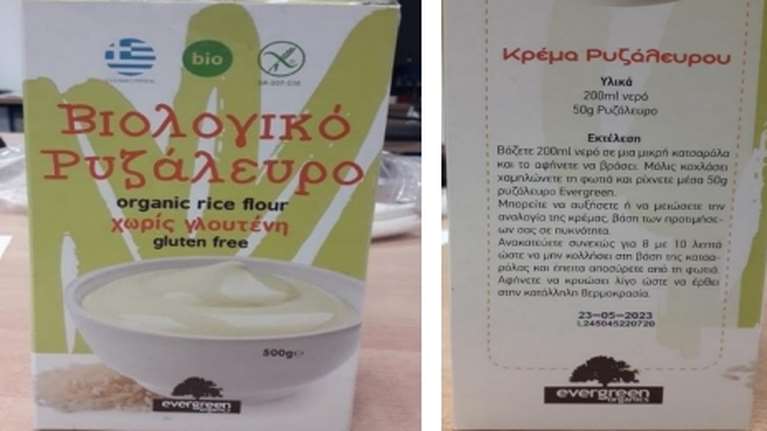 bio
Βιολογικό
Ρυζάλευρο
organic rice flour
χωρίς γλουτένη
gluten free
500g℮
evergreen
organics
Κρέμα Ρυζάλευρου
Υλικά
200ml νερό
50g Ρυζάλευρο
Εκτέλεση
Βάζετε 200ml νερό σε μια μικρή κατσαρόλα
και το αφήνετε να βράσει. Μόλις κοχλάσει
χαμηλώνετε τη φωτιά και ρίχνετε μέσα 50g
ρυζάλευρο Evergreen.
Μπορείτε να αυξήσετε ή να μειώσετε την
αναλογία της κρέμας, βάση των προτιμήσε-
ων σας σε πυκνότητα.
Ανακατεύετε συνεχώς για 8 με 10 λεπτά
ώστε να μην κολλήσει στη βάση της κατσα-
ρόλας και έπειτα αποσύρετε από τη φωτιά.
Αφήνετε να κρυώσει λίγο ώστε να έρθει
στην κατάλληλη θερμοκρασία.
23-05-2023
L245045220720
evergreen
organics